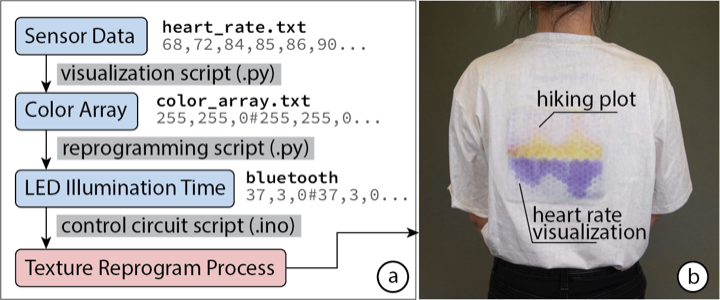 Sensor Data
heart_rate.txt
68,72,84,85,86,90...
visualization script (.py)
Color Array
color_array.txt
255,255,0#255,255,0...
reprogramming script (.py)
LED Illumination Time
bluetooth
37,3,0#37,3,0...
control circuit script (.ino)
Texture Reprogram Process
a
hiking plot
heart rate
visualization
b